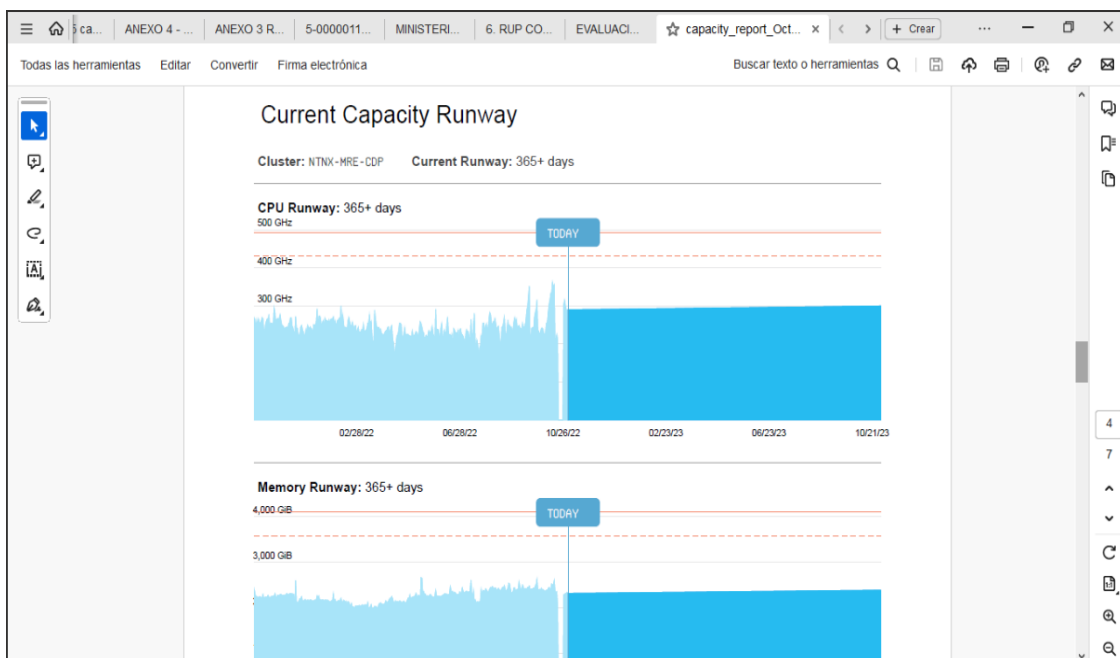 5 ca...
ANEXO 4 - ...
ANEXO 3 R...
5-0000011...
MINISTERI...
6. RUP CO...
EVALUACI...
capacity_report_Oct...
+ Crear
Todas las herramientas Editar Convertir Firma electrónica
Buscar texto o herramientas
Current Capacity Runway
Cluster: NTNX-MRE-CDP Current Runway: 365+ days
CPU Runway: 365+ days
500 GHz
TODAY
400 GHz
300 GHz
02/28/22 06/28/22 10/26/22 02/23/23 06/23/23 10/21/23
4
7
Memory Runway: 365+ days
4,000 GiB
TODAY
3,000 GiB